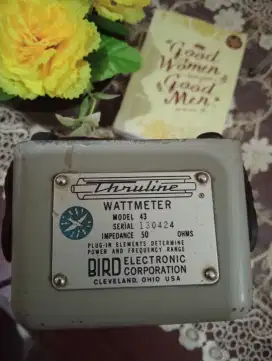 Good
Women
Good
Men
Thruline
®
WATTMETER
MODEL 43
SERIAL 130424
IMPEDANCE 50 OHMS
PLUG-IN ELEMENTS DETERMINE
POWER AND FREQUENCY RANGE
BIRD ELECTRONIC
CORPORATION
CLEVELAND, OHIO USA